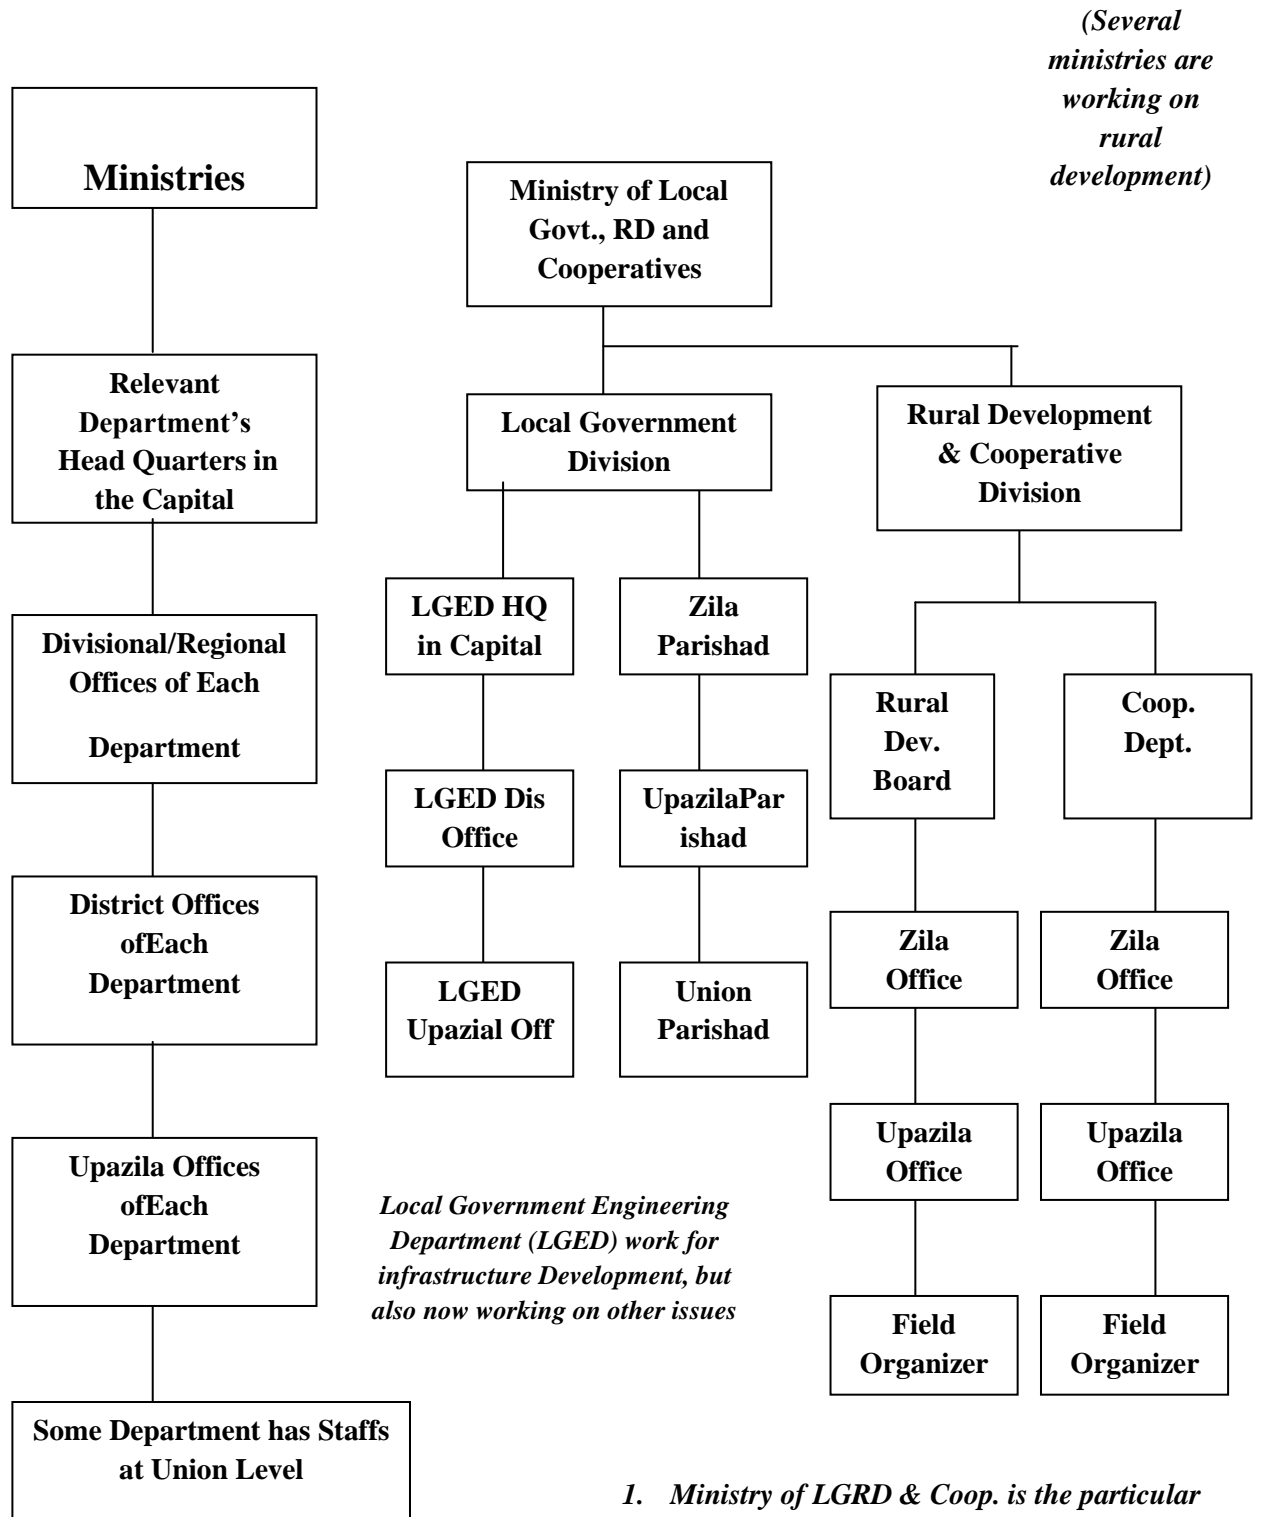 (Several
ministries are
working on
rural
development)
Ministries
Relevant
Department’s
Head Quarters in
the Capital
Divisional/Regional
Offices of Each
Department
District Offices
ofEach
Department
Upazila Offices
ofEach
Department
Some Department has Staffs
at Union Level
Ministry of Local
Govt., RD and
Cooperatives
Local Government
Division
LGED HQ
in Capital
LGED Dis
Office
LGED
Upazial Off
Zila
Parishad
UpazilaPar
ishad
Union
Parishad
Rural Development
& Cooperative
Division
Rural
Dev.
Board
Zila
Office
Upazila
Office
Field
Organizer
Coop.
Dept.
Zila
Office
Upazila
Office
Field
Organizer
Local Government Engineering
Department (LGED) work for
infrastructure Development, but
also now working on other issues
1. Ministry of LGRD & Coop. is the particular